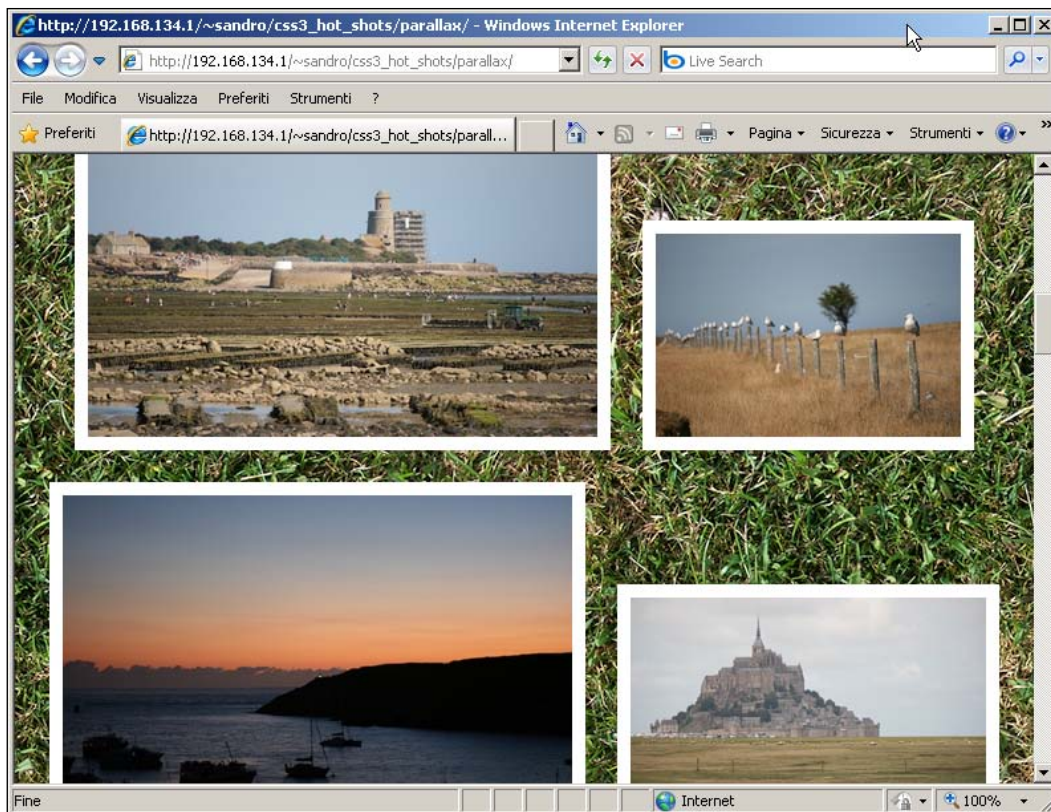 http://192.168.134.1/~sandro/css3_hot_shots/parallax/ - Windows Internet Explorer
http://192.168.134.1/~sandro/css3_hot_shots/parallax/ Live Search
File Modifica Visualizza Preferiti Strumenti ?
Preferiti http://192.168.134.1/~sandro/css3_hot_shots/parall... Pagina Sicurezza Strumenti »
Fine Internet 100%